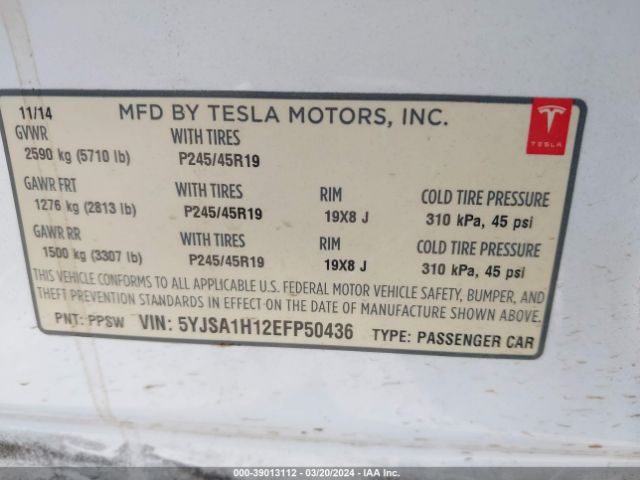 11/14 MFD BY TESLA MOTORS, INC.
TESLA
GVWR WITH TIRES
2590 kg (5710 lb) P245/45R19
GAWR FRT WITH TIRES RIM COLD TIRE PRESSURE
1276 kg (2813 lb) P245/45R19 19X8 J 310 kPa, 45 psi
GAWR RR WITH TIRES RIM COLD TIRE PRESSURE
1500 kg (3307 lb) P245/45R19 19X8 J 310 kPa, 45 psi
THIS VEHICLE CONFORMS TO ALL APPLICABLE U.S. FEDERAL MOTOR VEHICLE SAFETY, BUMPER, AND
THEFT PREVENTION STANDARDS IN EFFECT ON THE DATE OF MANUFACTURE SHOWN ABOVE.
PNT: PPSW VIN: 5YJSA1H12EFP50436 TYPE: PASSENGER CAR
000-39013112 - 03/20/2024 - IAA Inc.